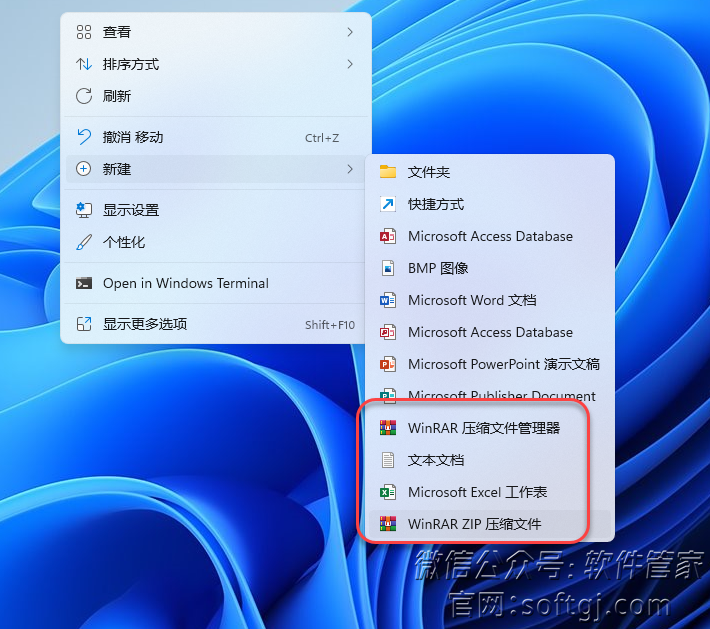 查看
排序方式
刷新
撤消 移动 Ctrl+Z
新建
显示设置
个性化
Open in Windows Terminal
显示更多选项 Shift+F10
文件夹
快捷方式
Microsoft Access Database
BMP 图像
Microsoft Word 文档
Microsoft Access Database
Microsoft PowerPoint 演示文稿
Microsoft Publisher Document
WinRAR 压缩文件管理器
文本文档
Microsoft Excel 工作表
WinRAR ZIP 压缩文件
微信公众号:软件管家
官网:softgj.com